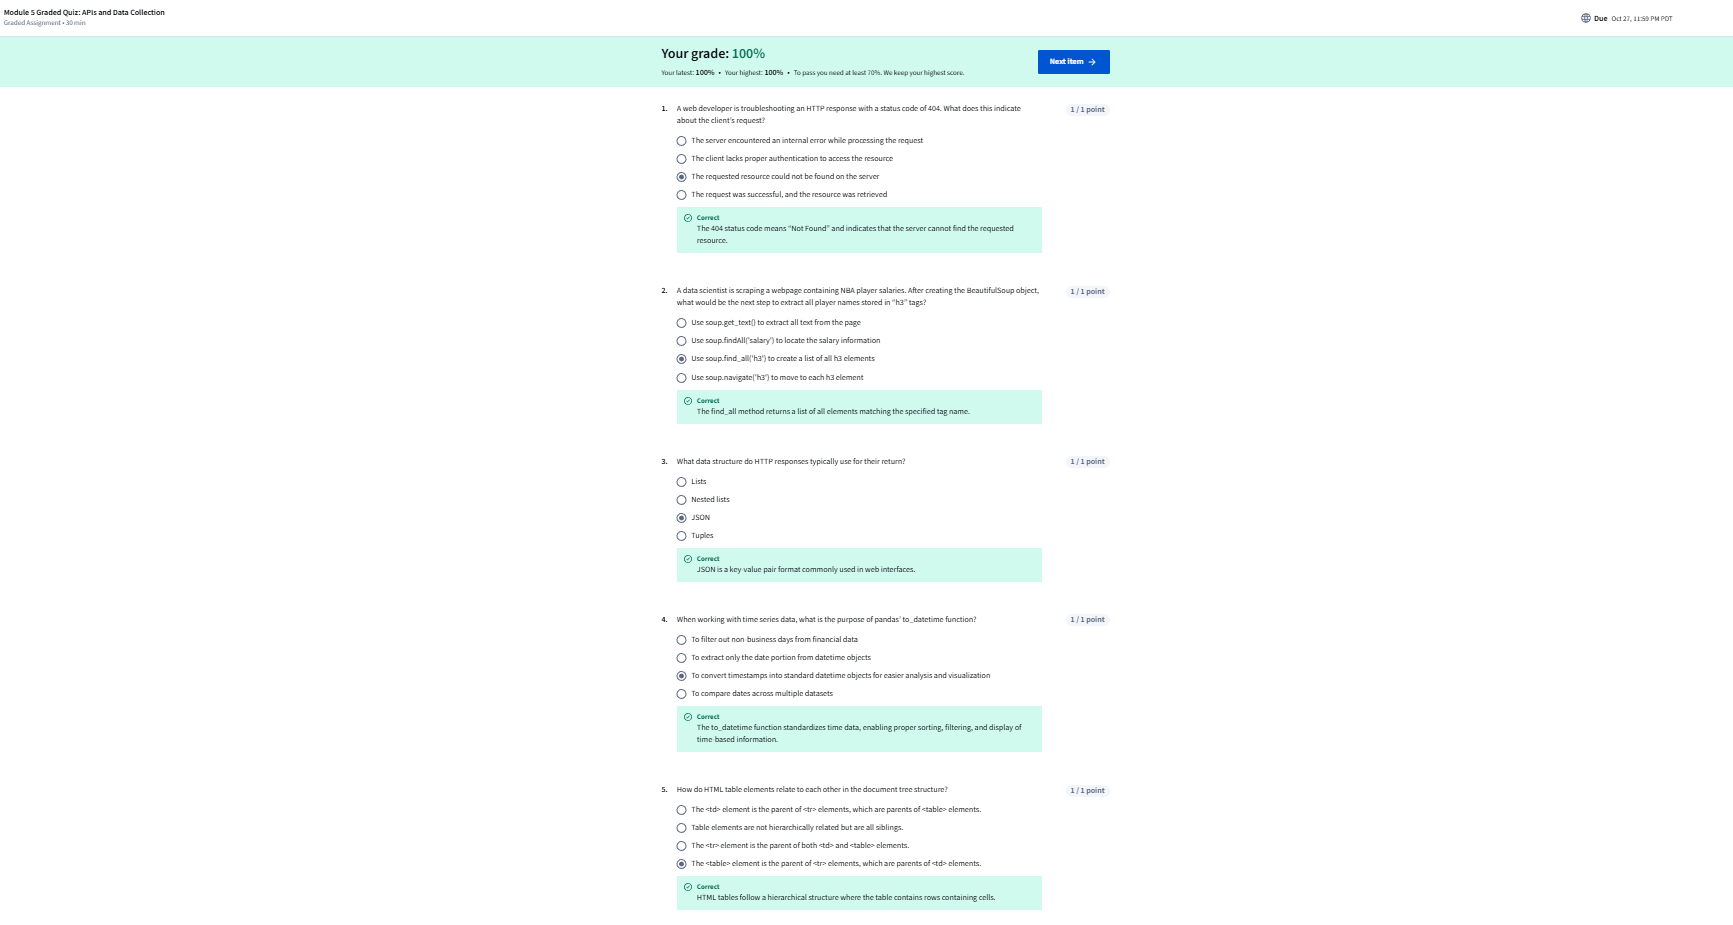 Module 5 Graded Quiz: APIs and Data Collection
Graded Assignment • 30 min
Due Oct 27, 11:59 PM PDT
Your grade: 100%
Your latest: 100% • Your highest: 100% • To pass you need at least 70%. We keep your highest score.
Next item →
1. A web developer is troubleshooting an HTTP response with a status code of 404. What does this indicate
about the client's request?
1 / 1 point
The server encountered an internal error while processing the request
The client lacks proper authentication to access the resource
The requested resource could not be found on the server
The request was successful, and the resource was retrieved
Correct
The 404 status code means “Not Found” and indicates that the server cannot find the requested
resource.
2. A data scientist is scraping a webpage containing NBA player salaries. After creating the BeautifulSoup object,
what would be the next step to extract all player names stored in “h3” tags?
1 / 1 point
Use soup.get_text() to extract all text from the page
Use soup.findAll('salary') to locate the salary information
Use soup.find_all('h3') to create a list of all h3 elements
Use soup.navigate('h3') to move to each h3 element
Correct
The find_all method returns a list of all elements matching the specified tag name.
3. What data structure do HTTP responses typically use for their return?
1 / 1 point
Lists
Nested lists
JSON
Tuples
Correct
JSON is a key-value pair format commonly used in web interfaces.
4. When working with time series data, what is the purpose of pandas' to_datetime function?
1 / 1 point
To filter out non-business days from financial data
To extract only the date portion from datetime objects
To convert timestamps into standard datetime objects for easier analysis and visualization
To compare dates across multiple datasets
Correct
The to_datetime function standardizes time data, enabling proper sorting, filtering, and display of
time-based information.
5. How do HTML table elements relate to each other in the document tree structure?
1 / 1 point
The <td> element is the parent of <tr> elements, which are parents of <table> elements.
Table elements are not hierarchically related but are all siblings.
The <tr> element is the parent of both <td> and <table> elements.
The <table> element is the parent of <tr> elements, which are parents of <td> elements.
Correct
HTML tables follow a hierarchical structure where the table contains rows containing cells.